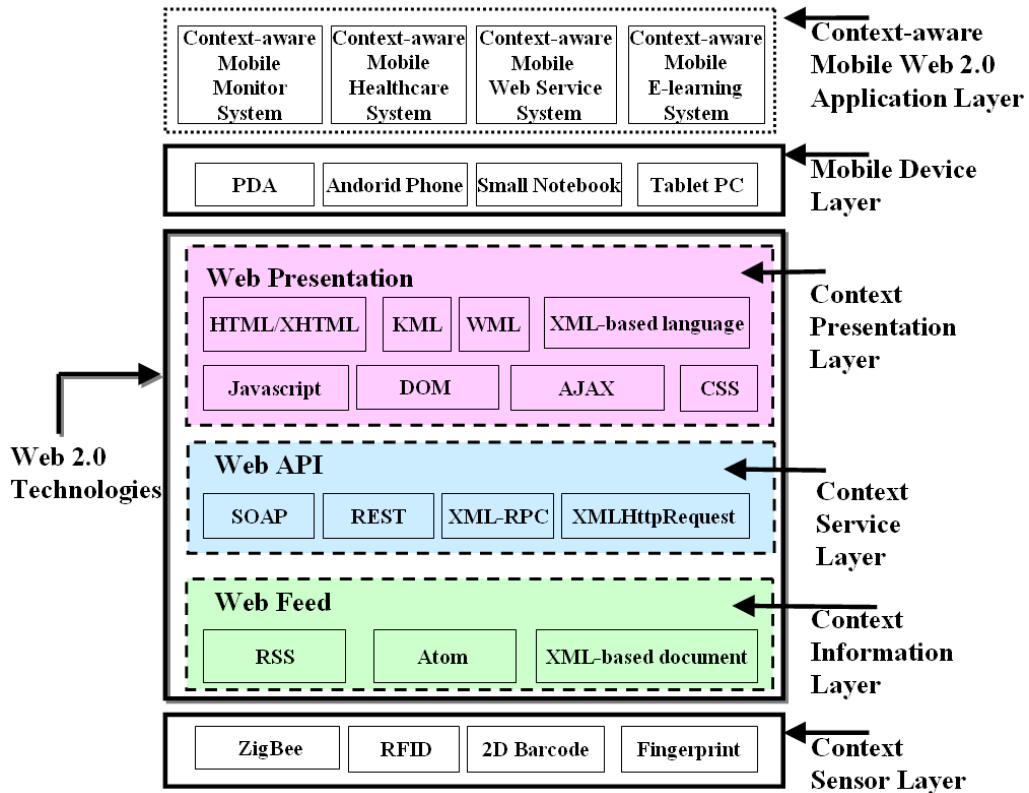 Context-aware
Mobile
Monitor
System
Context-aware
Mobile
Healthcare
System
Context-aware
Mobile
Web Service
System
Context-aware
Mobile
E-learning
System
Context-aware
Mobile Web 2.0
Application Layer
PDA
Andorid Phone
Small Notebook
Tablet PC
Mobile Device
Layer
Web Presentation
HTML/XHTML
KML
WML
XML-based language
Javascript
DOM
AJAX
CSS
Context
Presentation
Layer
Web 2.0
Technologies
Web API
SOAP
REST
XML-RPC
XMLHttpRequest
Context
Service
Layer
Web Feed
RSS
Atom
XML-based document
Context
Information
Layer
ZigBee
RFID
2D Barcode
Fingerprint
Context
Sensor Layer